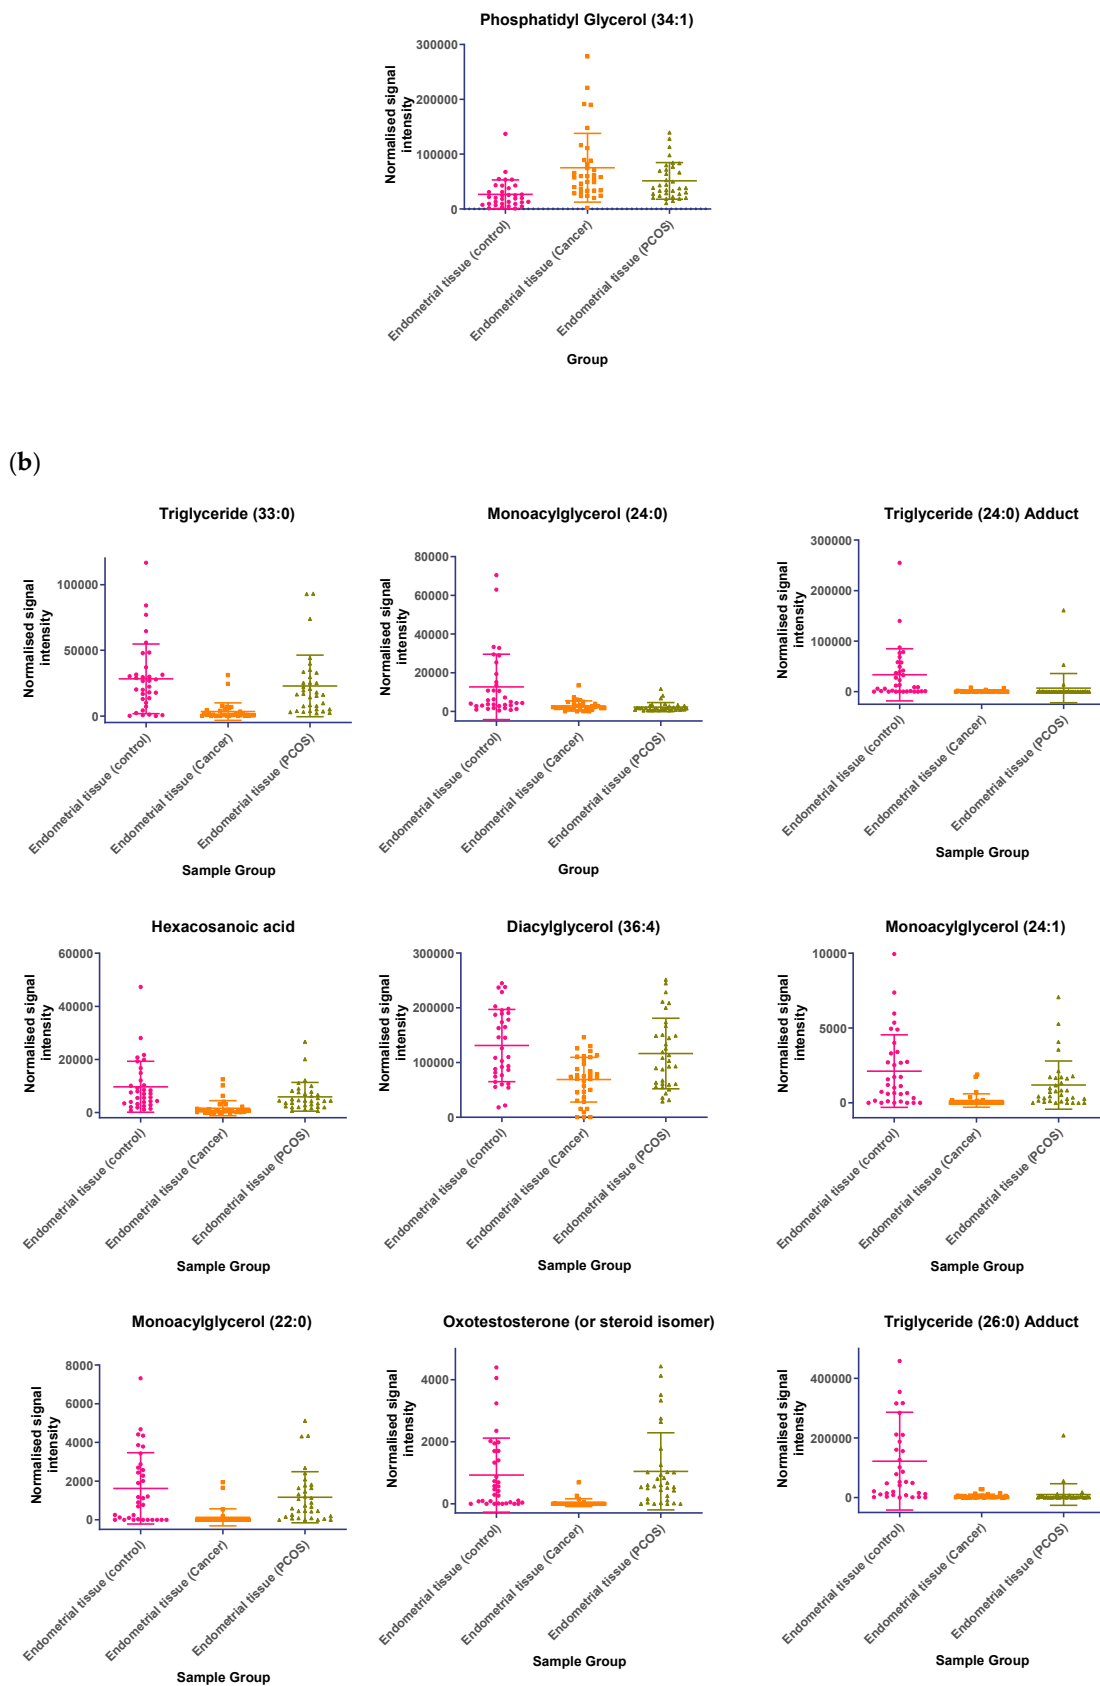 Phosphatidyl Glycerol (34:1)
Normalised signal
intensity
300000
200000
100000
0
Endometrial tissue (control)
Endometrial tissue (Cancer)
Endometrial tissue (PCOS)
Group
(b)
Triglyceride (33:0)
Normalised signal
intensity
100000
50000
0
Endometrial tissue (control)
Endometrial tissue (Cancer)
Endometrial tissue (PCOS)
Sample Group
Monoacylglycerol (24:0)
Normalised signal
intensity
80000
60000
40000
20000
0
Endometrial tissue (control)
Endometrial tissue (Cancer)
Endometrial tissue (PCOS)
Group
Triglyceride (24:0) Adduct
Normalised signal
intensity
300000
200000
100000
0
Endometrial tissue (control)
Endometrial tissue (Cancer)
Endometrial tissue (PCOS)
Sample Group
Hexacosanoic acid
Normalised signal
intensity
60000
40000
20000
0
Endometrial tissue (control)
Endometrial tissue (Cancer)
Endometrial tissue (PCOS)
Sample Group
Diacylglycerol (36:4)
Normalised signal
intensity
300000
200000
100000
0
Endometrial tissue (control)
Endometrial tissue (Cancer)
Endometrial tissue (PCOS)
Sample Group
Monoacylglycerol (24:1)
Normalised signal
intensity
10000
5000
0
Endometrial tissue (control)
Endometrial tissue (Cancer)
Endometrial tissue (PCOS)
Sample Group
Monoacylglycerol (22:0)
Normalised signal
intensity
8000
6000
4000
2000
0
Endometrial tissue (control)
Endometrial tissue (Cancer)
Endometrial tissue (PCOS)
Sample Group
Oxotestosterone (or steroid isomer)
Normalised signal
intensity
4000
2000
0
Endometrial tissue (control)
Endometrial tissue (Cancer)
Endometrial tissue (PCOS)
Sample Group
Triglyceride (26:0) Adduct
Normalised signal
intensity
400000
200000
0
Endometrial tissue (control)
Endometrial tissue (Cancer)
Endometrial tissue (PCOS)
Sample Group